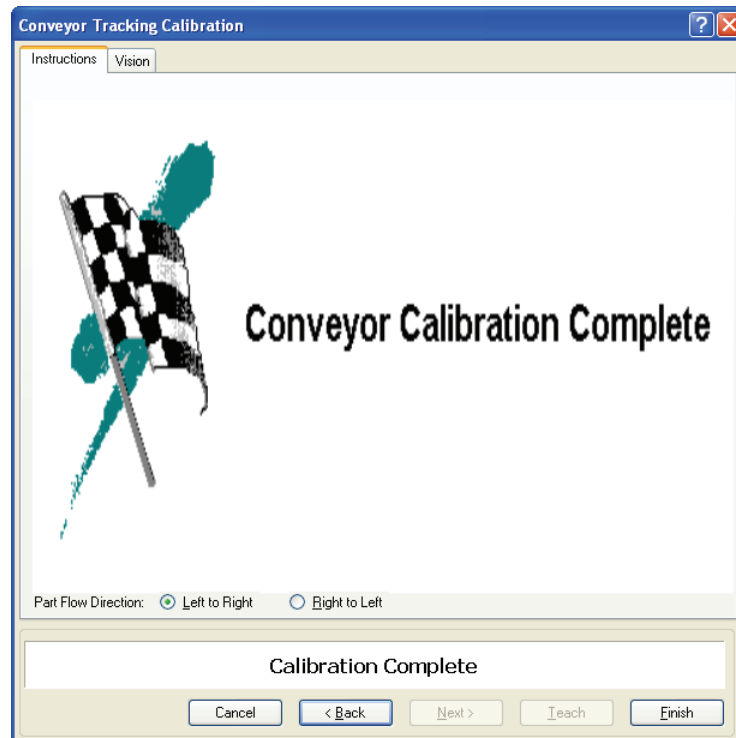 Conveyor Tracking Calibration
Instructions Vision
Conveyor Calibration Complete
Part Flow Direction: Left to Right Right to Left
Calibration Complete
Cancel < Back Next > Teach Finish